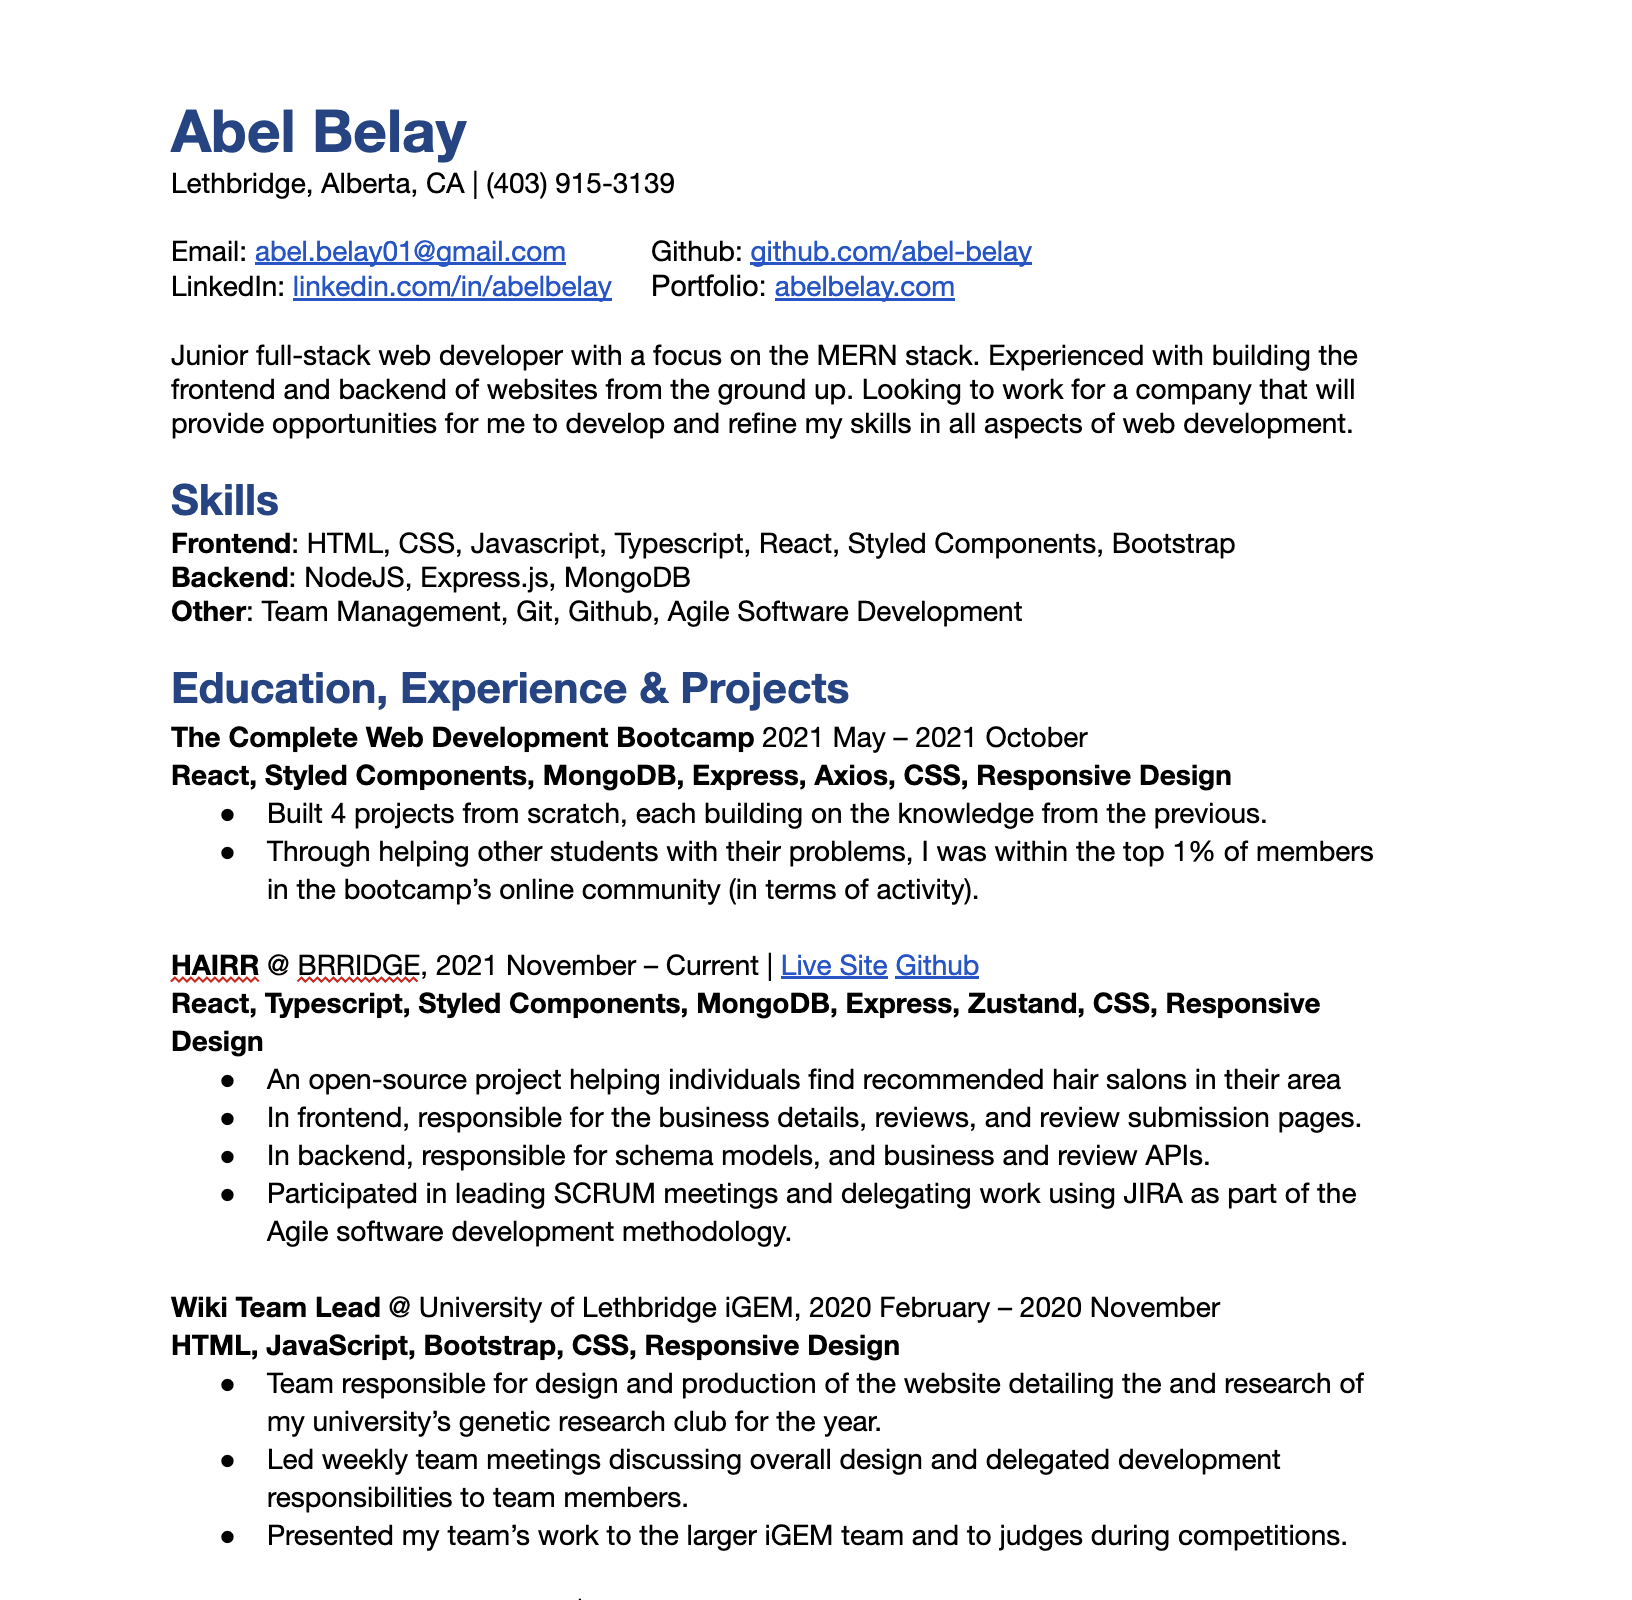 Abel Belay
Lethbridge, Alberta, CA | (403) 915-3139
Email: abel.belay01@gmail.com Github: github.com/abel-belay
LinkedIn: linkedin.com/in/abelbelay Portfolio: abelbelay.com
Junior full-stack web developer with a focus on the MERN stack. Experienced with building the
frontend and backend of websites from the ground up. Looking to work for a company that will
provide opportunities for me to develop and refine my skills in all aspects of web development.
Skills
Frontend: HTML, CSS, Javascript, Typescript, React, Styled Components, Bootstrap
Backend: NodeJS, Express.js, MongoDB
Other: Team Management, Git, Github, Agile Software Development
Education, Experience & Projects
The Complete Web Development Bootcamp 2021 May – 2021 October
React, Styled Components, MongoDB, Express, Axios, CSS, Responsive Design
● Built 4 projects from scratch, each building on the knowledge from the previous.
● Through helping other students with their problems, I was within the top 1% of members
in the bootcamp’s online community (in terms of activity).
HAIRR @ BRRIDGE, 2021 November – Current | Live Site Github
React, Typescript, Styled Components, MongoDB, Express, Zustand, CSS, Responsive
Design
● An open-source project helping individuals find recommended hair salons in their area
● In frontend, responsible for the business details, reviews, and review submission pages.
● In backend, responsible for schema models, and business and review APIs.
● Participated in leading SCRUM meetings and delegating work using JIRA as part of the
Agile software development methodology.
Wiki Team Lead @ University of Lethbridge iGEM, 2020 February – 2020 November
HTML, JavaScript, Bootstrap, CSS, Responsive Design
● Team responsible for design and production of the website detailing the and research of
my university’s genetic research club for the year.
● Led weekly team meetings discussing overall design and delegated development
responsibilities to team members.
● Presented my team’s work to the larger iGEM team and to judges during competitions.